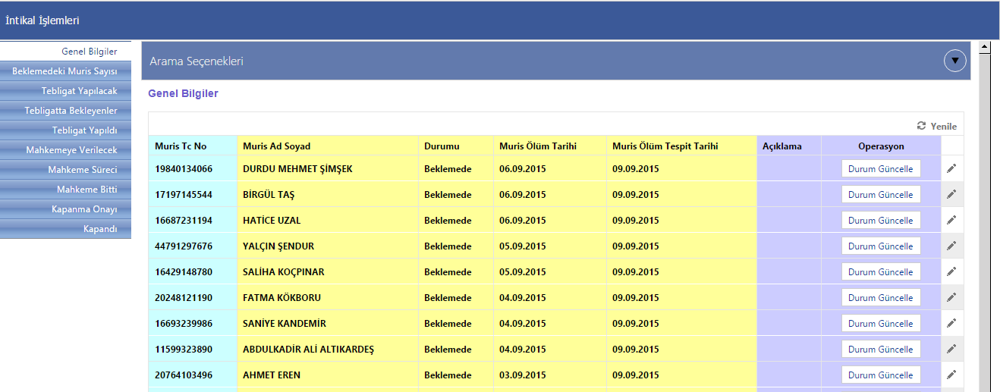 İntikal İşlemleri
Genel Bilgiler
Beklemedeki Muris Sayısı
Tebligat Yapılacak
Tebligatta Bekleyenler
Tebligat Yapıldı
Mahkemeye Verilecek
Mahkeme Süreci
Mahkeme Bitti
Kapanma Onayı
Kapandı
Arama Seçenekleri
Genel Bilgiler
Yenile
Muris Tc No Muris Ad Soyad Durumu Muris Ölüm Tarihi Muris Ölüm Tespit Tarihi Açıklama Operasyon
19840134066 DURDU MEHMET ŞİMŞEK Beklemede 06.09.2015 09.09.2015 Durum Güncelle
17197145544 BİRGÜL TAŞ Beklemede 06.09.2015 09.09.2015 Durum Güncelle
16687231194 HATİCE UZAL Beklemede 06.09.2015 09.09.2015 Durum Güncelle
44791297676 YALÇIN ŞENDUR Beklemede 05.09.2015 09.09.2015 Durum Güncelle
16429148780 SALİHA KOÇPINAR Beklemede 05.09.2015 09.09.2015 Durum Güncelle
20248121190 FATMA KÖKBORU Beklemede 04.09.2015 09.09.2015 Durum Güncelle
16693239986 SANİYE KANDEMİR Beklemede 04.09.2015 09.09.2015 Durum Güncelle
11599323890 ABDULKADİR ALİ ALTIKARDEŞ Beklemede 04.09.2015 09.09.2015 Durum Güncelle
20764103496 AHMET EREN Beklemede 03.09.2015 09.09.2015 Durum Güncelle